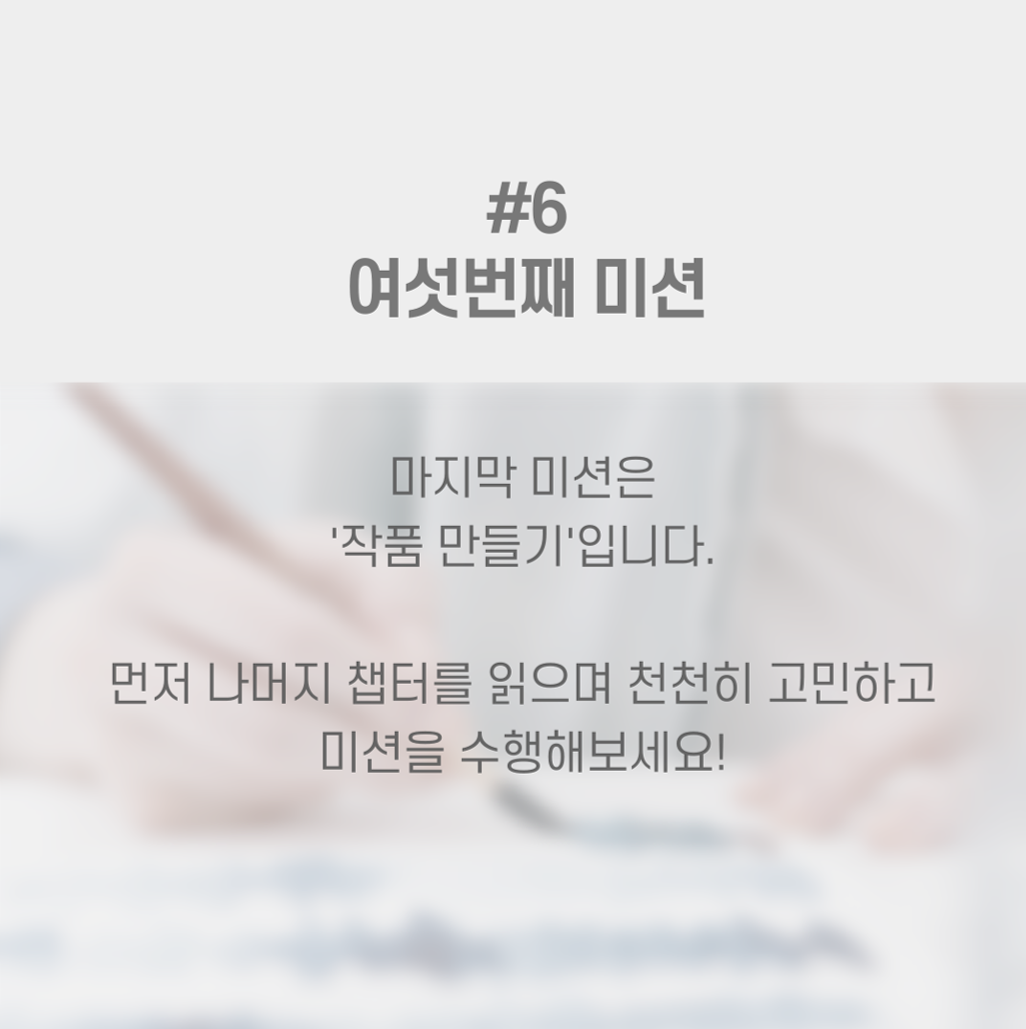 #6
여섯번째 미션
마지막 미션은
'작품 만들기'입니다.
먼저 나머지 챕터를 읽으며 천천히 고민하고
미션을 수행해보세요!